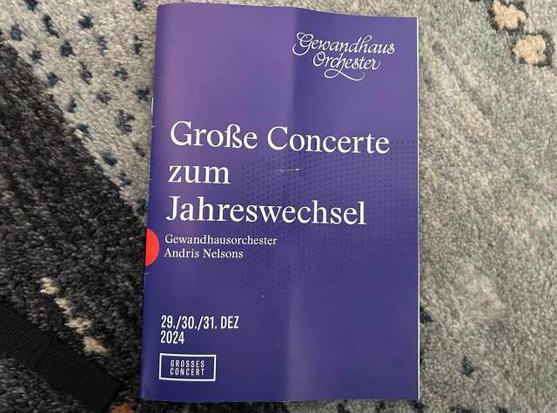 Gewandhaus
Orchester
Große Concerte
zum
Jahreswechsel
Gewandhausorchester
Andris Nelsons
29./30./31. DEZ
2024
GROSSES
CONCERT